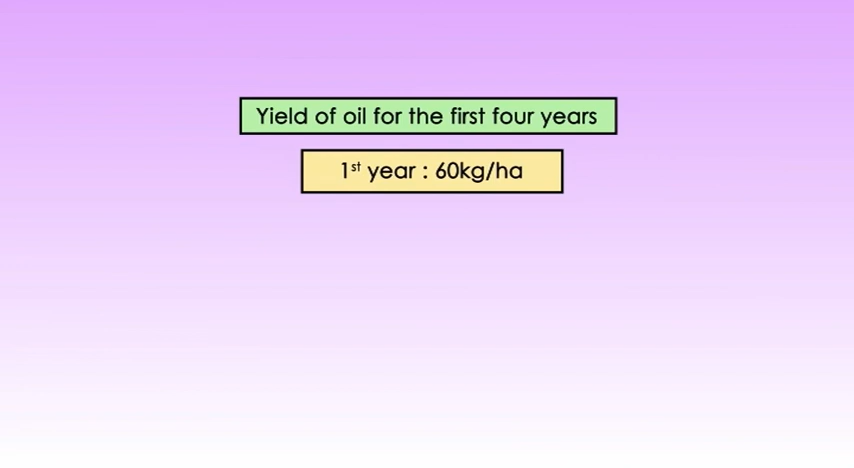 Yield of oil for the first four years
1st year : 60kg/ha